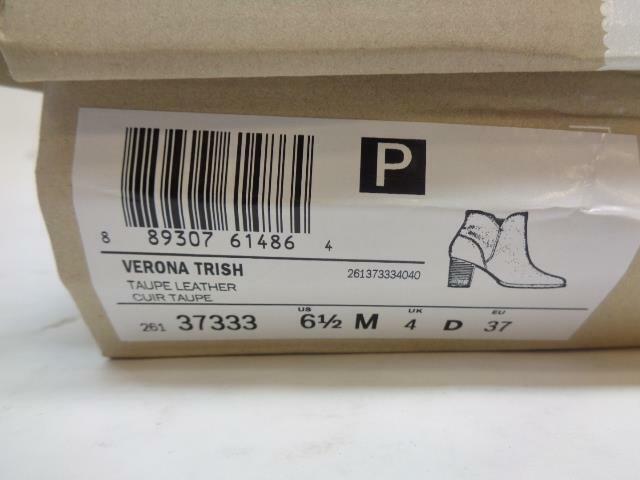 P
8 89307 61486 4
VERONA TRISH 261373334040
TAUPE LEATHER
CUIR TAUPE
US UK EU
261 37333 6½ M 4 D 37